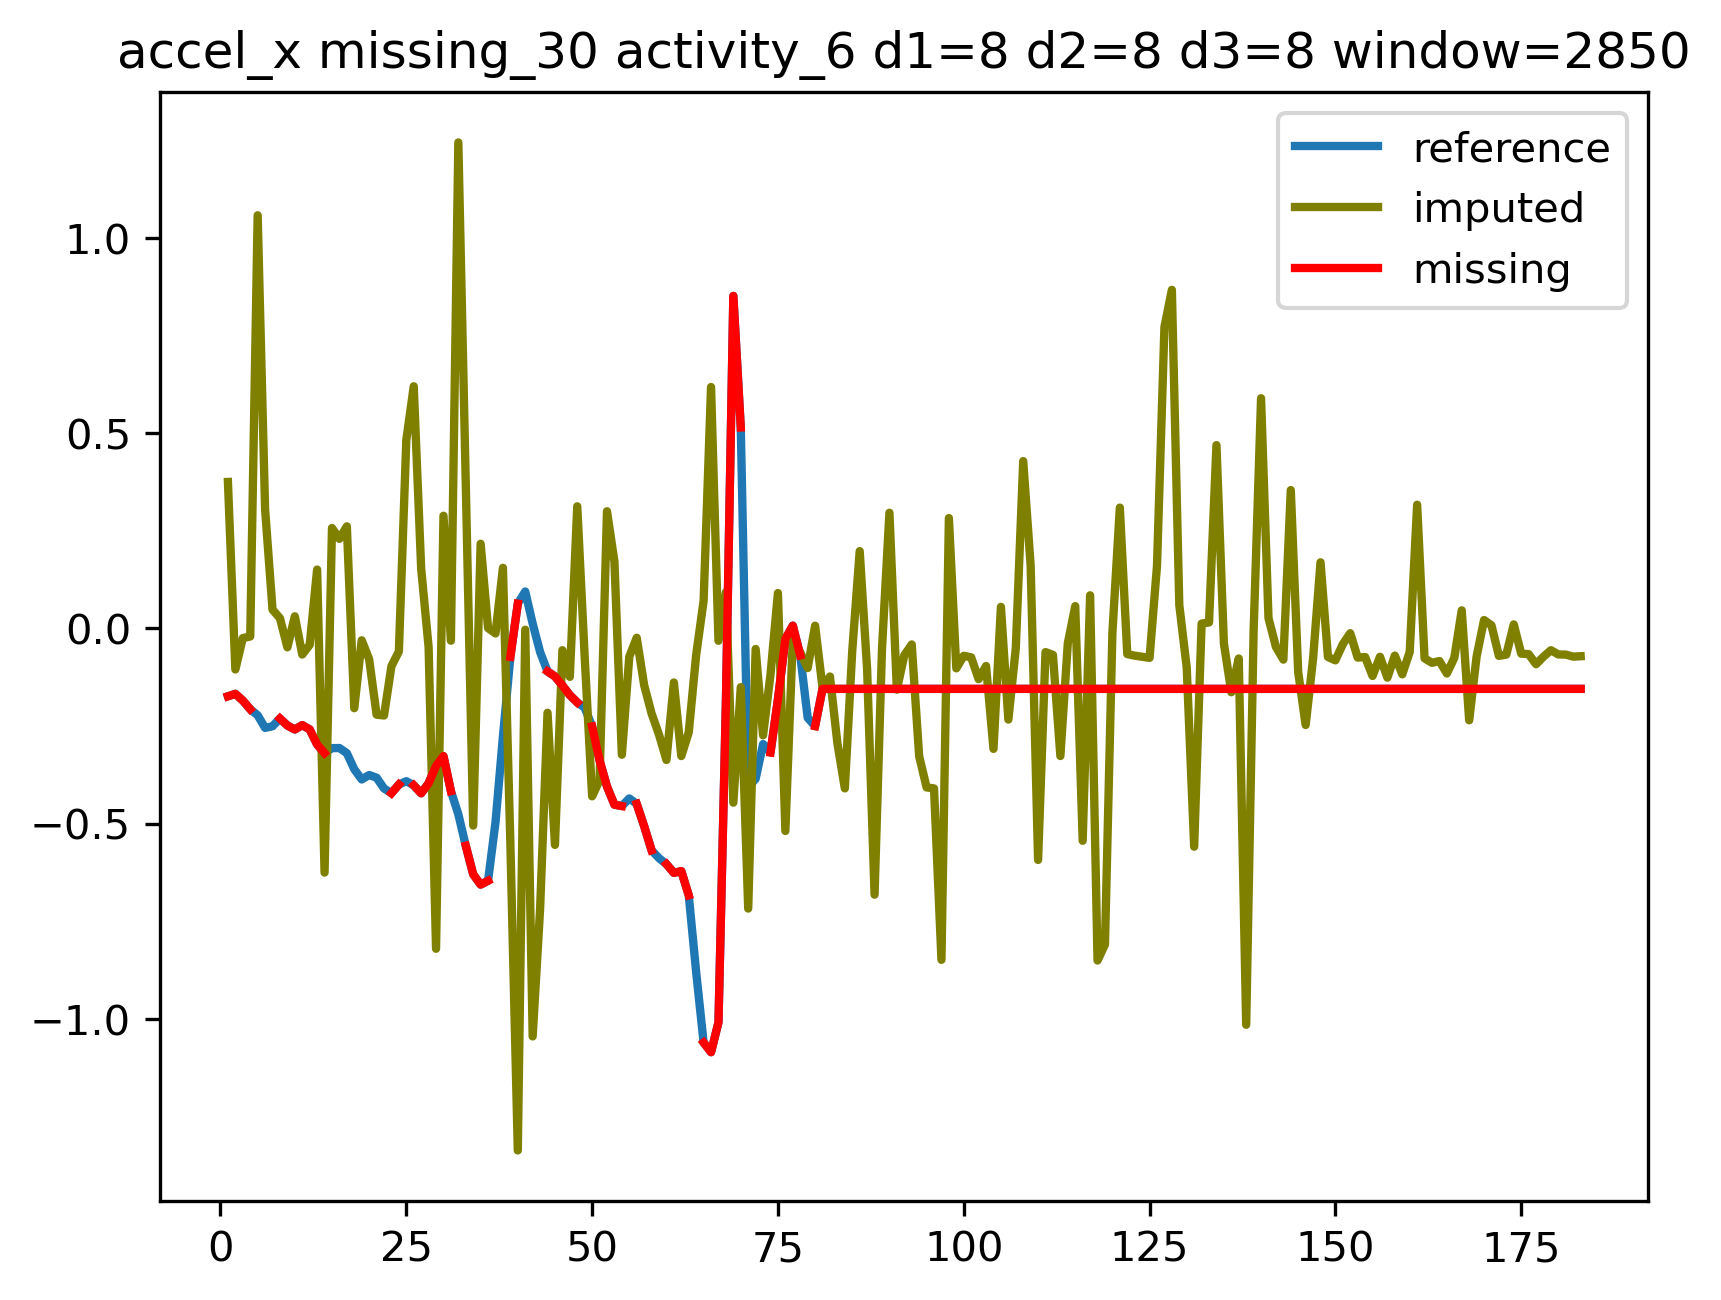 accel_x missing_30 activity_6 d1=8 d2=8 d3=8 window=2850
reference
imputed
missing
1.0
0.5
0.0
−0.5
−1.0
0 25 50 75 100 125 150 175